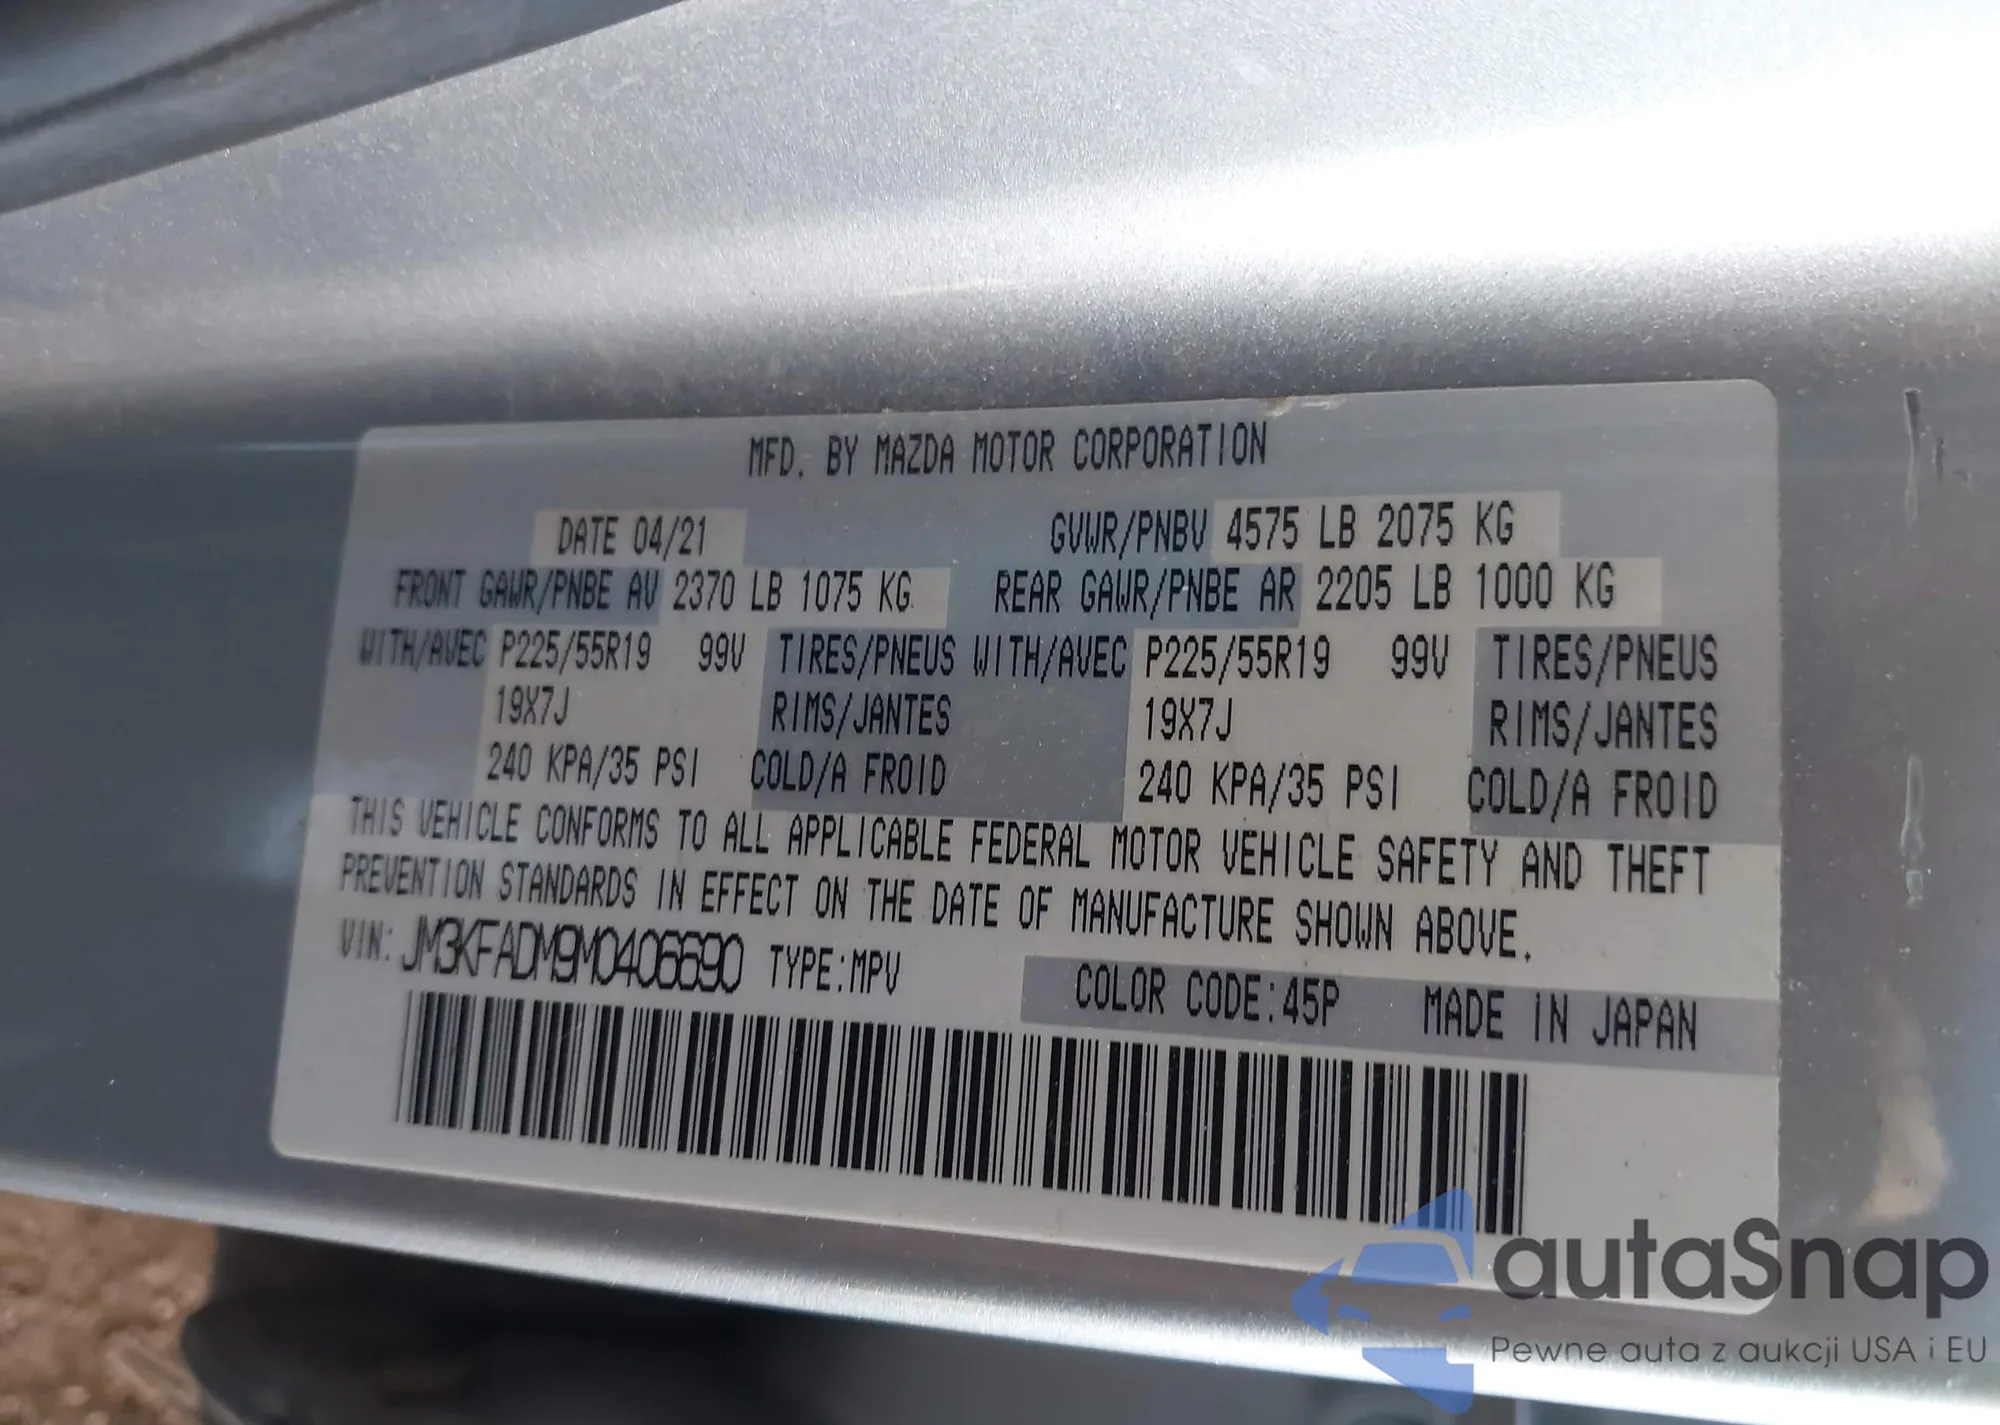 MFD. BY MAZDA MOTOR CORPORATION
DATE 04/21 GVWR/PNBV 4575 LB 2075 KG
FRONT GAWR/PNBE AV 2370 LB 1075 KG REAR GAWR/PNBE AR 2205 LB 1000 KG
WITH/AVEC P225/55R19 99V TIRES/PNEUS WITH/AVEC P225/55R19 99V TIRES/PNEUS
19X7J RIMS/JANTES 19X7J RIMS/JANTES
240 KPA/35 PSI COLD/A FROID 240 KPA/35 PSI COLD/A FROID
THIS VEHICLE CONFORMS TO ALL APPLICABLE FEDERAL MOTOR VEHICLE SAFETY AND THEFT
PREVENTION STANDARDS IN EFFECT ON THE DATE OF MANUFACTURE SHOWN ABOVE.
VIN: JM3KFADM9M0406690 TYPE:MPV COLOR CODE:45P MADE IN JAPAN
autaSnap
Pewne auta z aukcji USA i EU